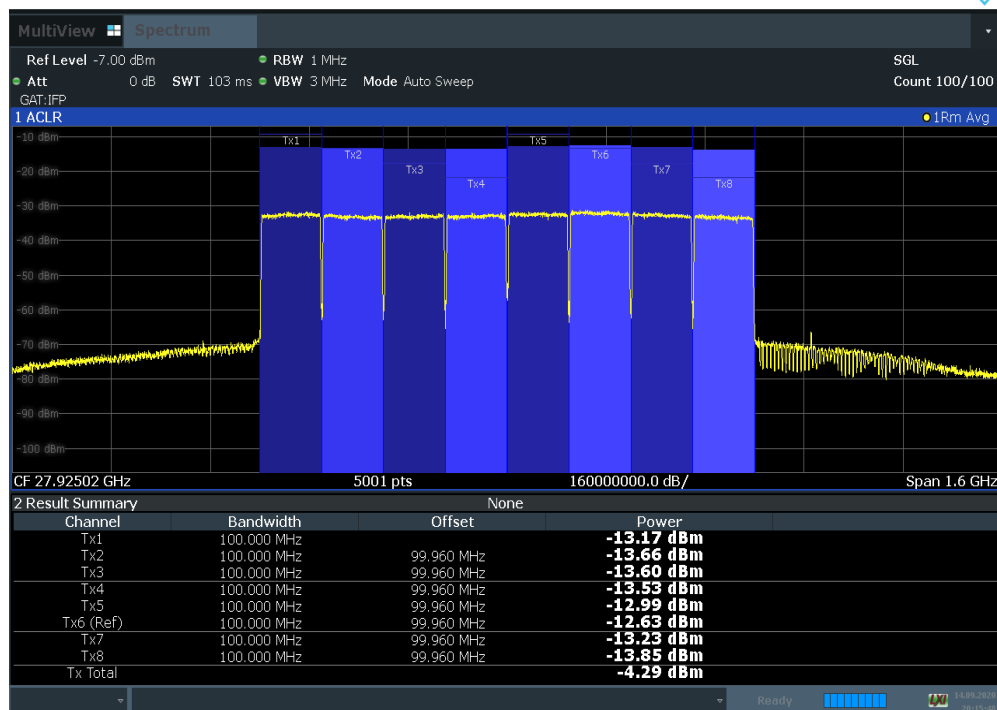 MultiView Spectrum
Ref Level -7.00 dBm RBW 1 MHz SGL
Att 0 dB SWT 103 ms VBW 3 MHz Mode Auto Sweep Count 100/100
GAT:IFP
1 ACLR 1Rm Avg
-10 dBm
Tx1 Tx5
Tx2 Tx6
-20 dBm Tx3 Tx7
Tx4 Tx8
-30 dBm
-40 dBm
-50 dBm
-60 dBm
-70 dBm
-80 dBm
-90 dBm
-100 dBm
CF 27.92502 GHz 5001 pts 160000000.0 dB/ Span 1.6 GHz
2 Result Summary None
Channel Bandwidth Offset Power
Tx1 100.000 MHz -13.17 dBm
Tx2 100.000 MHz 99.960 MHz -13.66 dBm
Tx3 100.000 MHz 99.960 MHz -13.60 dBm
Tx4 100.000 MHz 99.960 MHz -13.53 dBm
Tx5 100.000 MHz 99.960 MHz -12.99 dBm
Tx6 (Ref) 100.000 MHz 99.960 MHz -12.63 dBm
Tx7 100.000 MHz 99.960 MHz -13.23 dBm
Tx8 100.000 MHz 99.960 MHz -13.85 dBm
Tx Total -4.29 dBm
Ready LXI 14.09.2020